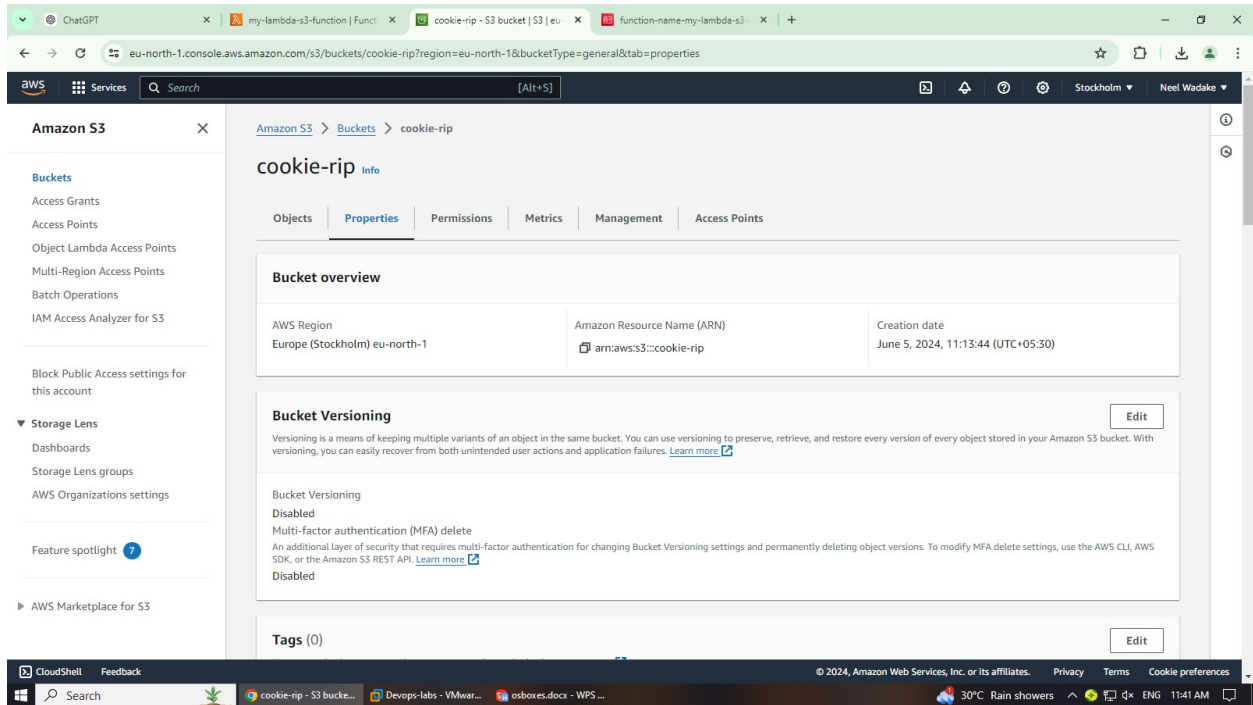 ChatGPT
my-lambda-s3-function | Functi
cookie-rip - S3 bucket | S3 | eu-
function-name-my-lambda-s3-
eu-north-1.console.aws.amazon.com/s3/buckets/cookie-rip?region=eu-north-1&bucketType=general&tab=properties
aws
Services
Search
[Alt+S]
Stockholm
Neel Wadake
Amazon S3
Buckets
Access Grants
Access Points
Object Lambda Access Points
Multi-Region Access Points
Batch Operations
IAM Access Analyzer for S3
Block Public Access settings for
this account
Storage Lens
Dashboards
Storage Lens groups
AWS Organizations settings
Feature spotlight 7
AWS Marketplace for S3
Amazon S3 > Buckets > cookie-rip
cookie-rip Info
Objects
Properties
Permissions
Metrics
Management
Access Points
Bucket overview
AWS Region
Europe (Stockholm) eu-north-1
Amazon Resource Name (ARN)
arn:aws:s3:::cookie-rip
Creation date
June 5, 2024, 11:13:44 (UTC+05:30)
Bucket Versioning
Edit
Versioning is a means of keeping multiple variants of an object in the same bucket. You can use versioning to preserve, retrieve, and restore every version of every object stored in your Amazon S3 bucket. With
versioning, you can easily recover from both unintended user actions and application failures. Learn more
Bucket Versioning
Disabled
Multi-factor authentication (MFA) delete
An additional layer of security that requires multi-factor authentication for changing Bucket Versioning settings and permanently deleting object versions. To modify MFA delete settings, use the AWS CLI, AWS
SDK, or the Amazon S3 REST API. Learn more
Disabled
Tags (0)
Edit
CloudShell
Feedback
© 2024, Amazon Web Services, Inc. or its affiliates.
Privacy
Terms
Cookie preferences
Search
cookie-rip - S3 bucke...
Devops-labs - VMwar...
osboxes.docx - WPS ...
30°C Rain showers
ENG
11:41 AM